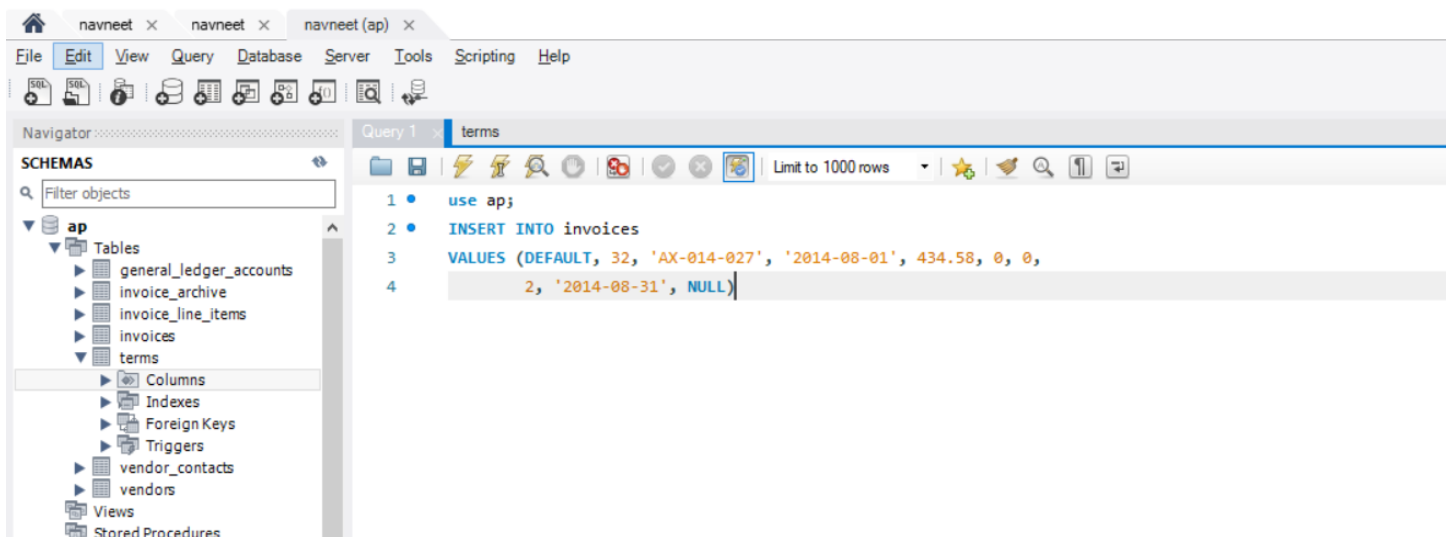 navneet × navneet × navneet (ap) ×
File Edit View Query Database Server Tools Scripting Help
Navigator
SCHEMAS
Filter objects
ap
Tables
general_ledger_accounts
invoice_archive
invoice_line_items
invoices
terms
Columns
Indexes
Foreign Keys
Triggers
vendor_contacts
vendors
Views
Stored Procedures
Query 1 × terms
Limit to 1000 rows
1 use ap;
2 INSERT INTO invoices
3 VALUES (DEFAULT, 32, 'AX-014-027', '2014-08-01', 434.58, 0, 0,
4 2, '2014-08-31', NULL)